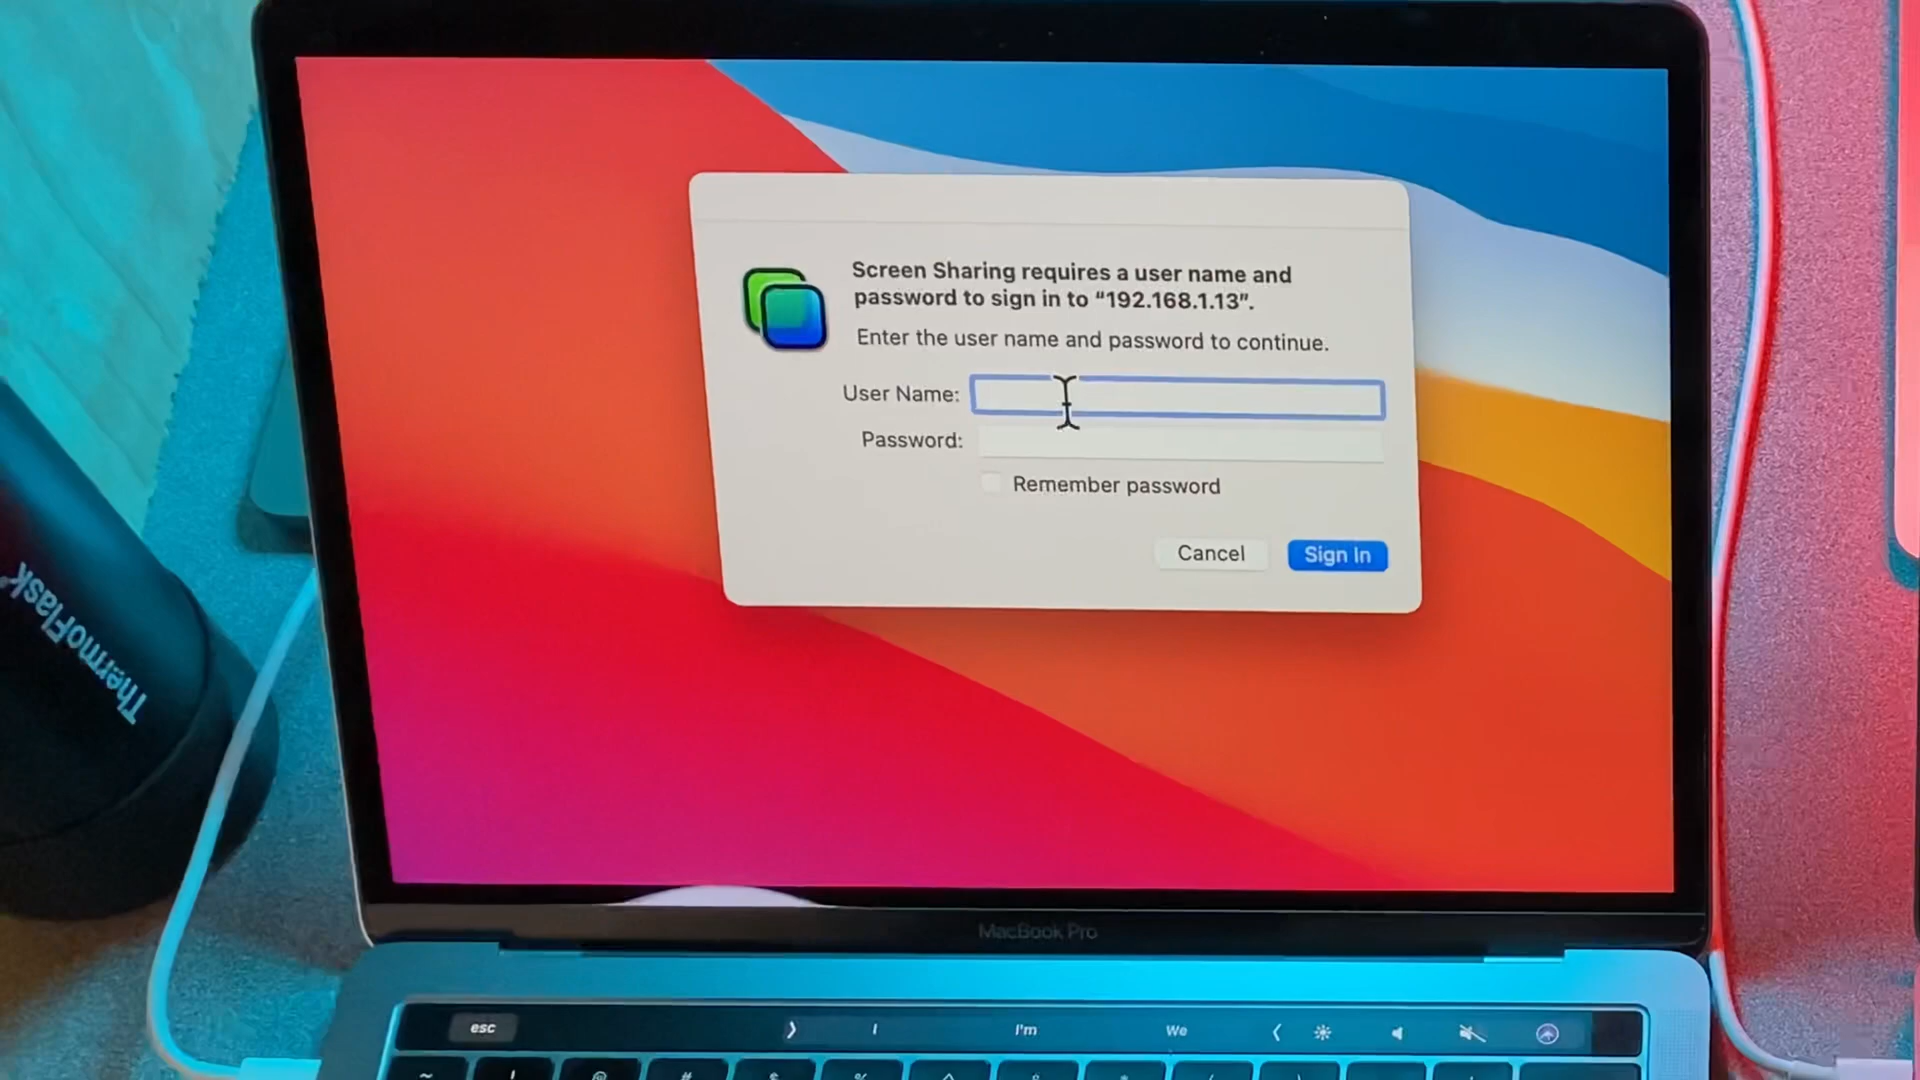 Screen Sharing requires a user name and
password to sign in to “192.168.1.13”.
Enter the user name and password to continue.
User Name:
Password:
Remember password
Cancel
Sign In
ThermoFlask
MacBook Pro
esc
I
I'm
We
~
!
@
#
$
%
^